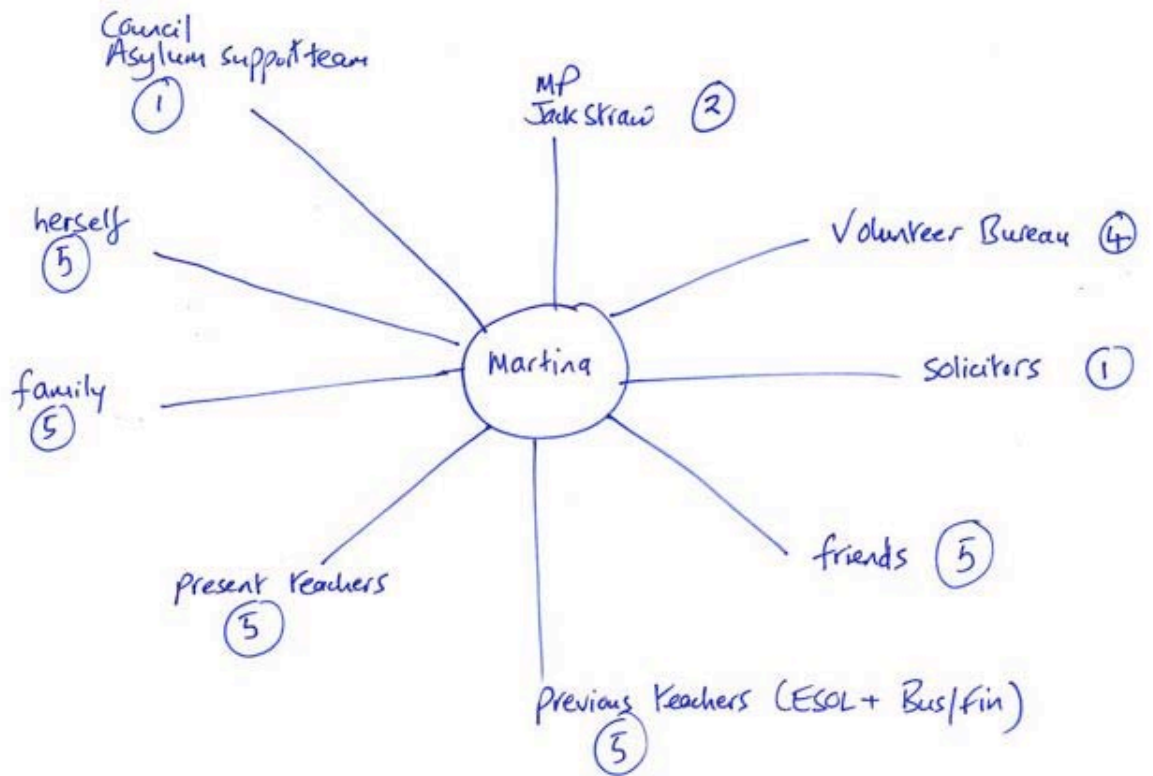 Council
Asylum support team
1
MP
Jack Straw 2
herself
5
Volunteer Bureau 4
Martina
solicitors 1
family
5
friends 5
present teachers
5
previous teachers (ESOL + Bus/Fin)
5